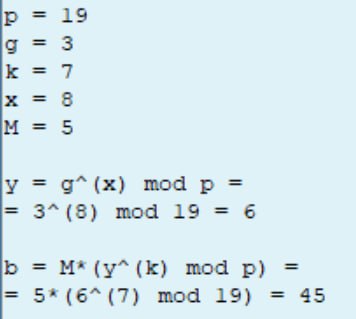 p = 19
g = 3
k = 7
x = 8
M = 5
y = g^(x) mod p =
= 3^(8) mod 19 = 6
b = M*(y^(k) mod p) =
= 5*(6^(7) mod 19) = 45